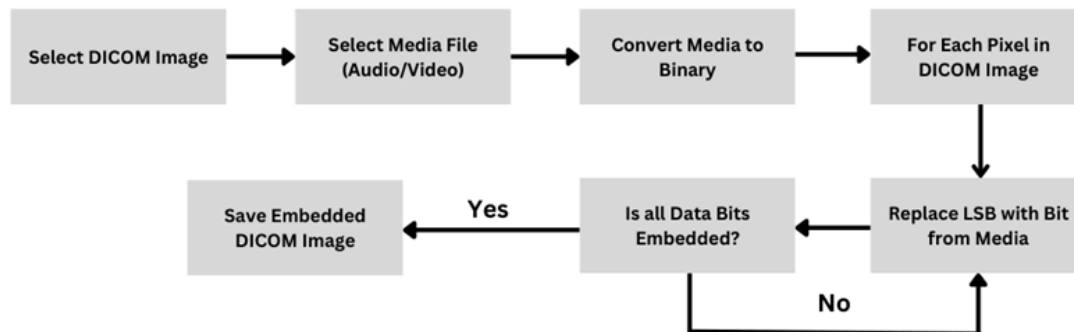 Select DICOM Image
Select Media File
(Audio/Video)
Convert Media to
Binary
For Each Pixel in
DICOM Image
Replace LSB with Bit
from Media
Is all Data Bits
Embedded?
Yes
Save Embedded
DICOM Image
No